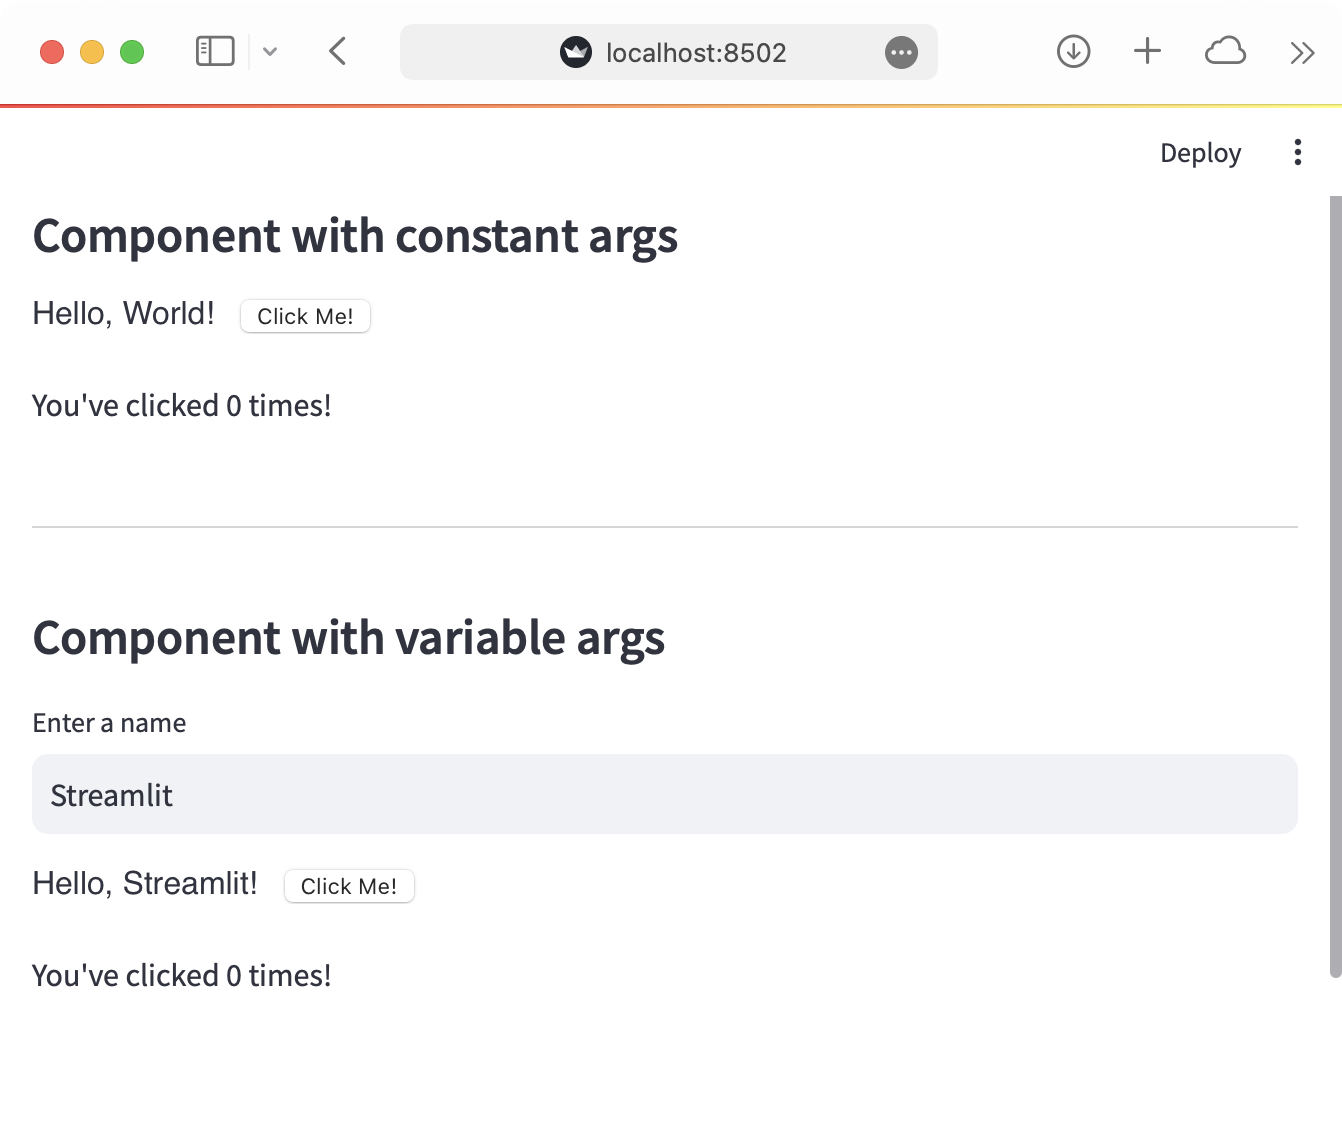 localhost:8502
Deploy
Component with constant args
Hello, World! Click Me!
You've clicked 0 times!
Component with variable args
Enter a name
Streamlit
Hello, Streamlit! Click Me!
You've clicked 0 times!